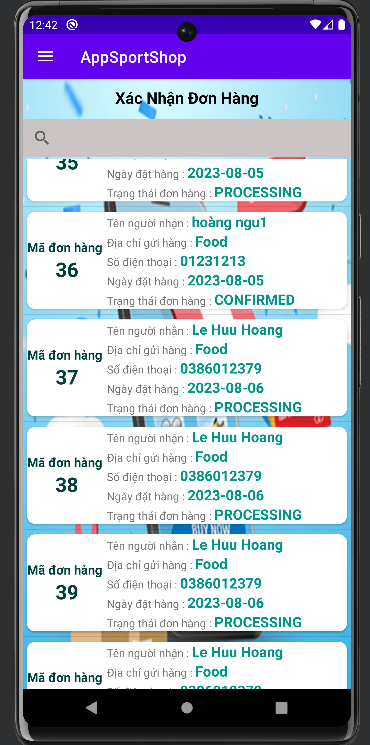 12:42
AppSportShop
Xác Nhận Đơn Hàng
35
Ngày đặt hàng : 2023-08-05
Trạng thái đơn hàng : PROCESSING
Mã đơn hàng
36
Tên người nhận : hoàng ngu1
Địa chỉ gửi hàng : Food
Số điện thoại : 01231213
Ngày đặt hàng : 2023-08-05
Trạng thái đơn hàng : CONFIRMED
Mã đơn hàng
37
Tên người nhận : Le Huu Hoang
Địa chỉ gửi hàng : Food
Số điện thoại : 0386012379
Ngày đặt hàng : 2023-08-06
Trạng thái đơn hàng : PROCESSING
Mã đơn hàng
38
Tên người nhận : Le Huu Hoang
Địa chỉ gửi hàng : Food
Số điện thoại : 0386012379
Ngày đặt hàng : 2023-08-06
Trạng thái đơn hàng : PROCESSING
BUY NOW
Mã đơn hàng
39
Tên người nhận : Le Huu Hoang
Địa chỉ gửi hàng : Food
Số điện thoại : 0386012379
Ngày đặt hàng : 2023-08-06
Trạng thái đơn hàng : PROCESSING
Mã đơn hàng
Tên người nhận : Le Huu Hoang
Địa chỉ gửi hàng : Food